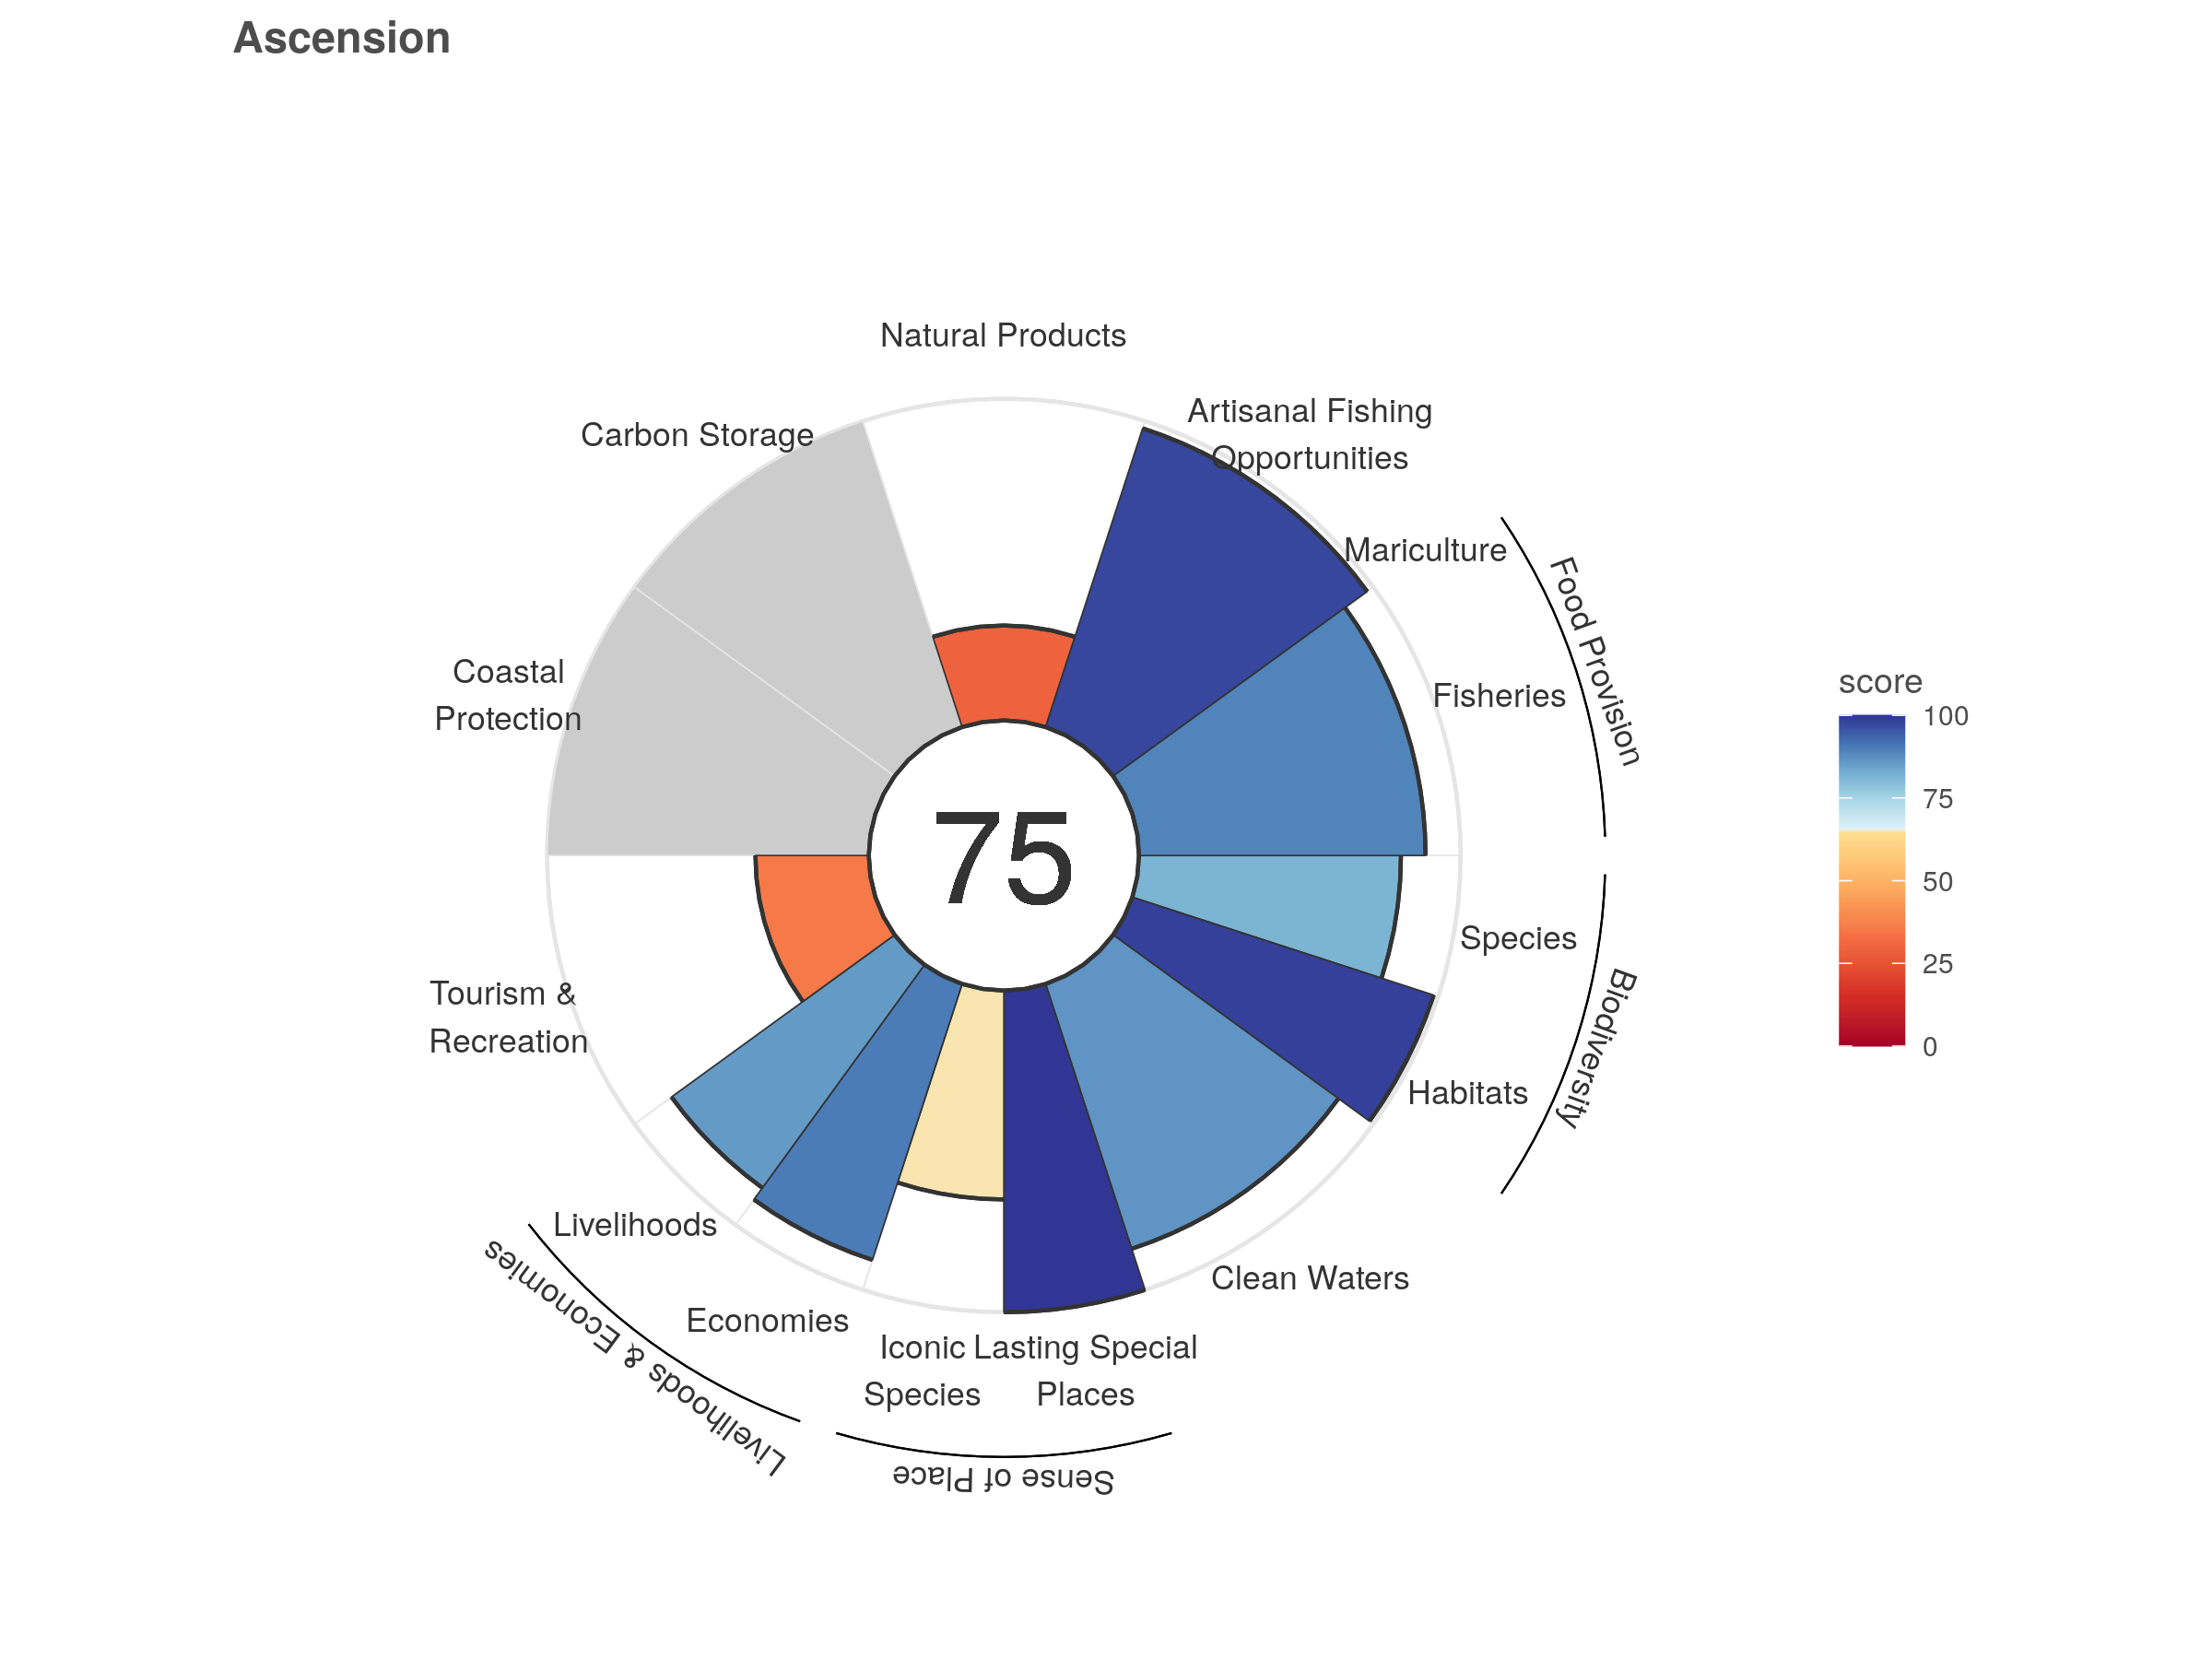 Ascension
Natural Products
Artisanal Fishing
Opportunities
Carbon Storage
Mariculture
Food Provision
Coastal
Protection
Fisheries
score
100
75
50
25
0
75
Species
Biodiversity
Tourism &
Recreation
Habitats
Livelihoods
Clean Waters
Economies
Livelihoods & Economies
Iconic
Species
Lasting Special
Places
Sense of Place